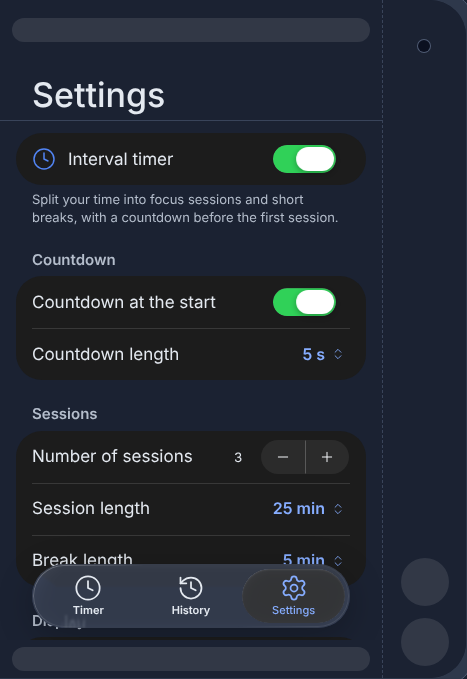 Settings
Interval timer
Split your time into focus sessions and short
breaks, with a countdown before the first session.
Countdown
Countdown at the start
Countdown length 5 s
Sessions
Number of sessions 3 − +
Session length 25 min
Break length 5 min
Display
Timer History Settings